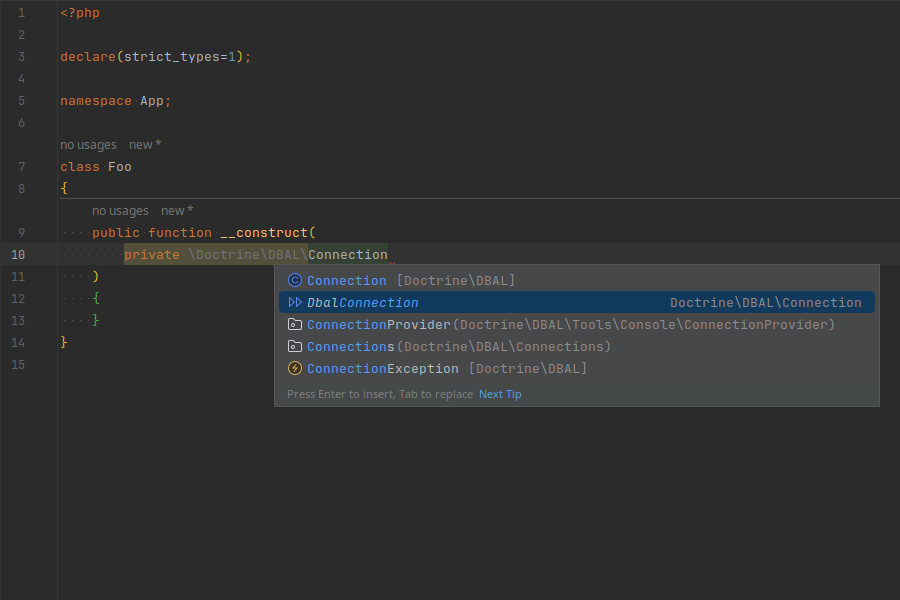 1 <?php
2
3 declare(strict_types=1);
4
5 namespace App;
6
no usages new *
7 class Foo
8 {
no usages new *
9 public function __construct(
10 private \Doctrine\DBAL\Connection
11 )
12 {
13 }
14 }
15
Connection [Doctrine\DBAL]
DbalConnection Doctrine\DBAL\Connection
ConnectionProvider(Doctrine\DBAL\Tools\Console\ConnectionProvider)
Connections(Doctrine\DBAL\Connections)
ConnectionException [Doctrine\DBAL]
Press Enter to insert, Tab to replace Next Tip